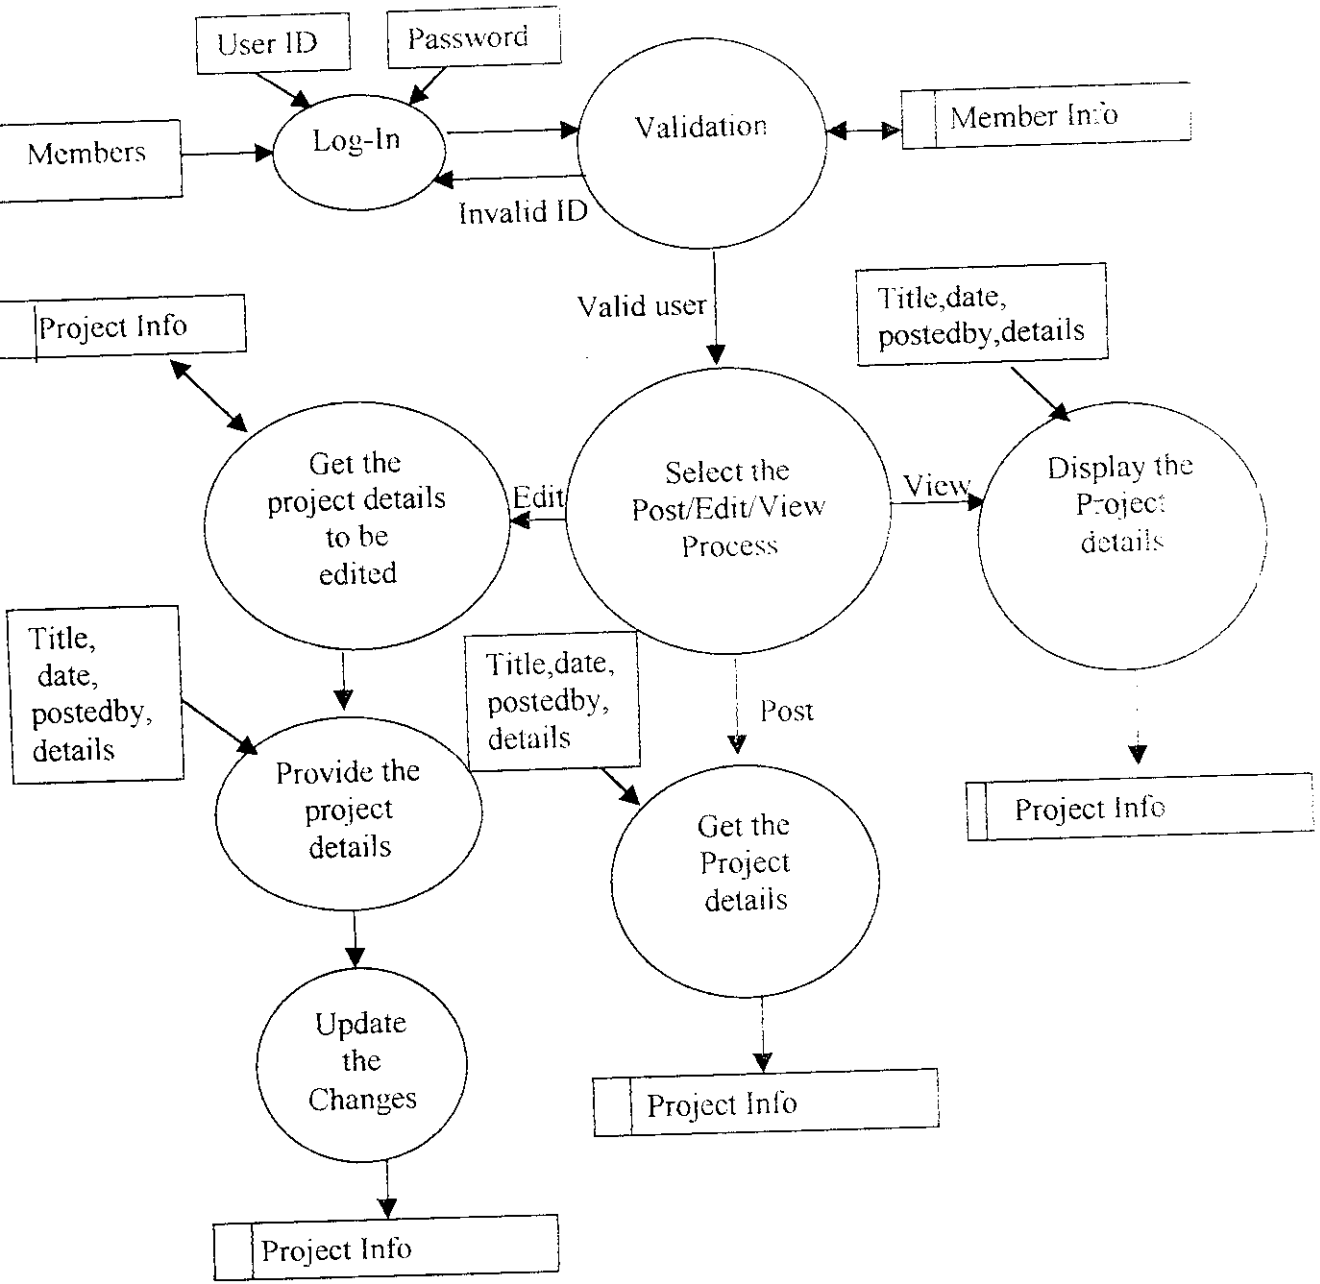 User ID
Password
Members
Log-In
Validation
Member Info
Invalid ID
Valid user
Title,date,
postedby,details
Project Info
Get the
project details
to be
edited
Edit
Select the
Post/Edit/View
Process
View
Display the
Project
details
Title,
date,
postedby,
details
Title,date,
postedby,
details
Post
Provide the
project
details
Get the
Project
details
Project Info
Update
the
Changes
Project Info
Project Info